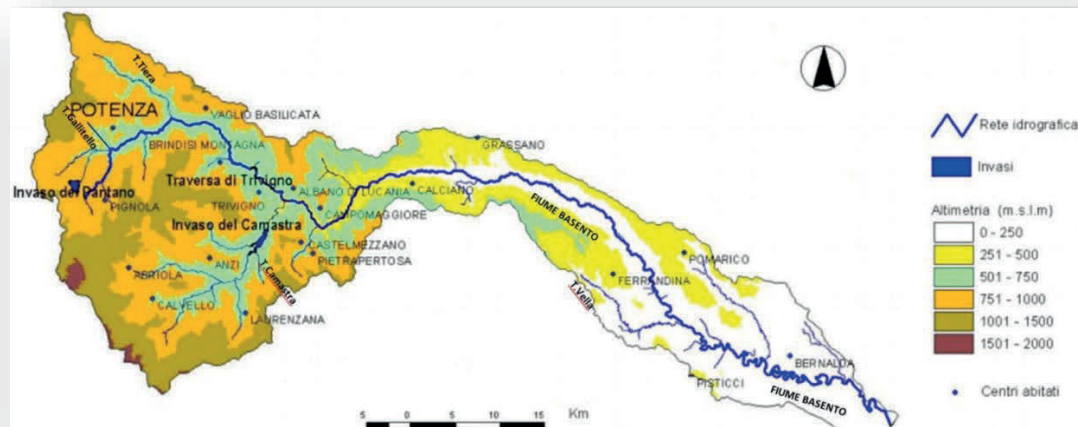 T.Tiera
POTENZA
T.Gallitello
VAGLIO BASILICATA
BRINDISI MONTAGNA
GRASSANO
Invaso del Pantano
Traversa di Trivigno
ALBANO DI LUCANIA
CALCIANO
PIGNOLA
TRIVIGNO
CAMPOMAGGIORE
Invaso del Camastra
FIUME BASENTO
CASTELMEZZANO
PIETRAPERTOSA
ABRIOLA
ANZI
T.Camastra
POMARICO
FERRANDINA
T.Vella
CALVELLO
LAURENZANA
BERNALDA
PISTICCI
FIUME BASENTO
5 0 5 10 15 Km
Rete idrografica
Invasi
Altimetria (m.s.l.m)
0 - 250
251 - 500
501 - 750
751 - 1000
1001 - 1500
1501 - 2000
Centri abitati